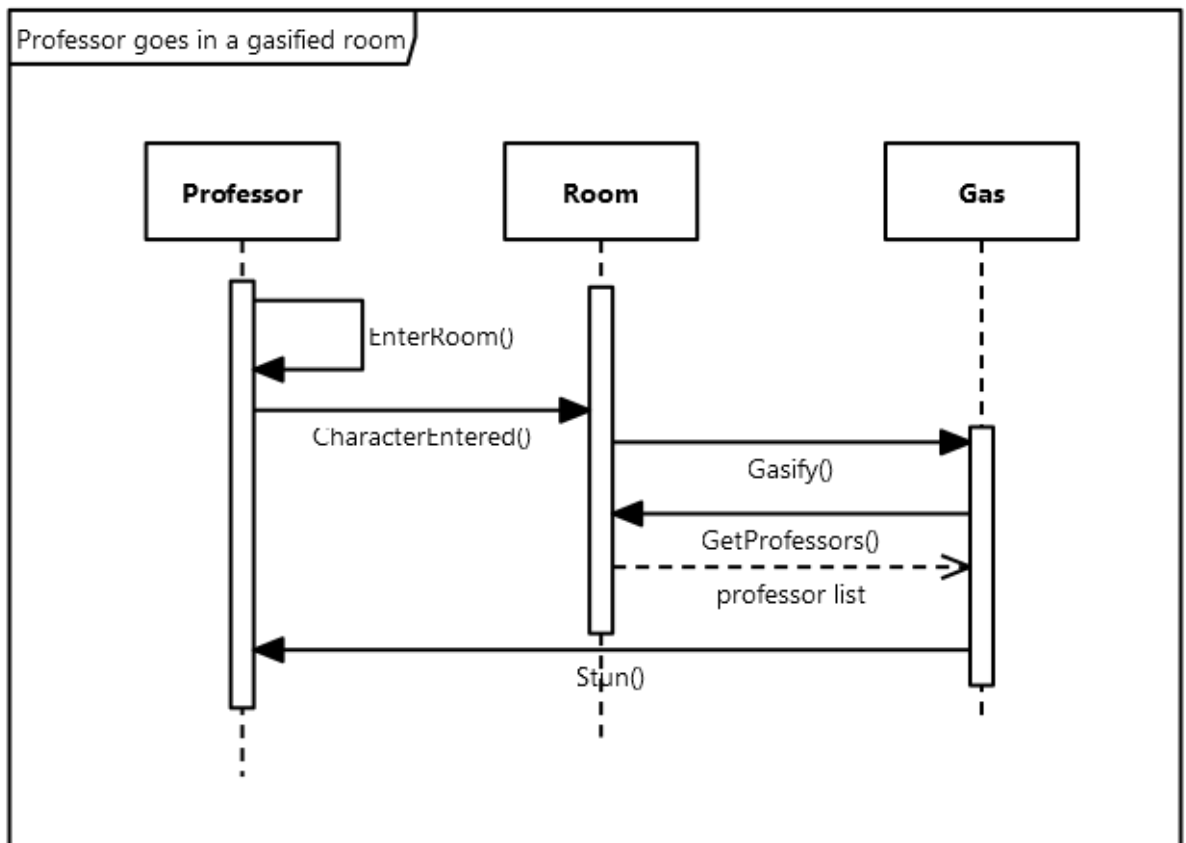 Professor goes in a gasified room
Professor
Room
Gas
EnterRoom()
CharacterEntered()
Gasify()
GetProfessors()
professor list
Stun()